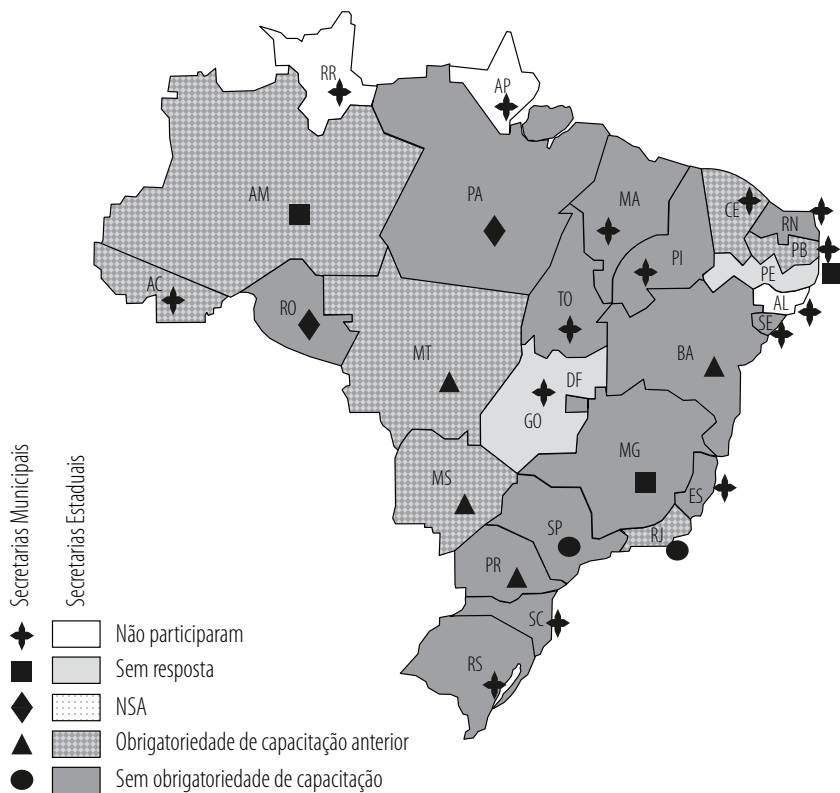 RR
AP
AM
PA
MA
CE
RN
PB
PI
PE
AL
SE
AC
RO
TO
MT
BA
DF
GO
MG
MS
ES
SP
RJ
PR
SC
RS
Secretarias Municipais
Secretarias Estaduais
Não participaram
Sem resposta
NSA
Obrigatoriedade de capacitação anterior
Sem obrigatoriedade de capacitação